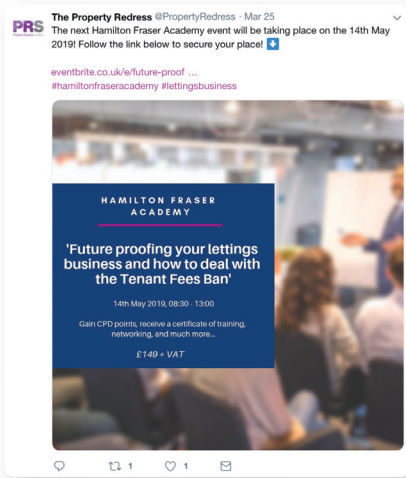 PRS
The Property Redress @PropertyRedress · Mar 25
The next Hamilton Fraser Academy event will be taking place on the 14th May
2019! Follow the link below to secure your place! ⬇️
eventbrite.co.uk/e/future-proof …
#hamiltonfraseracademy #lettingsbusiness
HAMILTON FRASER
ACADEMY
'Future proofing your lettings
business and how to deal with
the Tenant Fees Ban'
14th May 2019, 08:30 - 13:00
Gain CPD points, receive a certificate of training,
networking, and much more...
£149 + VAT
1 1